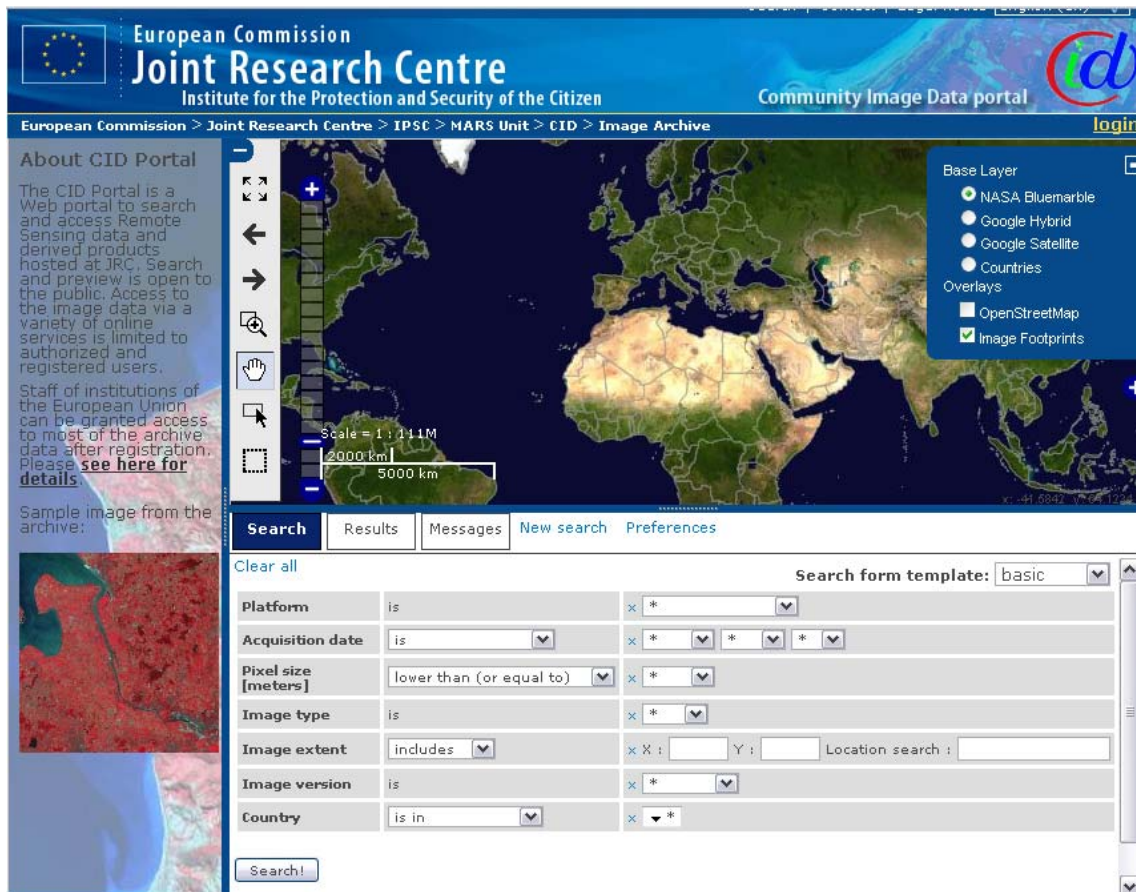 Search | Contact | Legal notice English (EN)
European Commission
Joint Research Centre
Institute for the Protection and Security of the Citizen
Community Image Data portal
cid
European Commission > Joint Research Centre > IPSC > MARS Unit > CID > Image Archive
login
About CID Portal
The CID Portal is a
Web portal to search
and access Remote
Sensing data and
derived products
hosted at JRC. Search
and preview is open to
the public. Access to
the image data via a
variety of online
services is limited to
authorized and
registered users.
Staff of institutions of
the European Union
can be granted access
to most of the archive
data after registration.
Please see here for
details.
Sample image from the
archive:
Scale = 1 : 111M
2000 km
5000 km
Base Layer
NASA Bluemarble
Google Hybrid
Google Satellite
Countries
Overlays
OpenStreetMap
Image Footprints
Search
Results
Messages
New search
Preferences
Clear all
Search form template: basic
Platform is x *
Acquisition date is x * * *
Pixel size
[meters] lower than (or equal to) x *
Image type is x *
Image extent includes x X : Y : Location search :
Image version is x *
Country is in x *
Search!